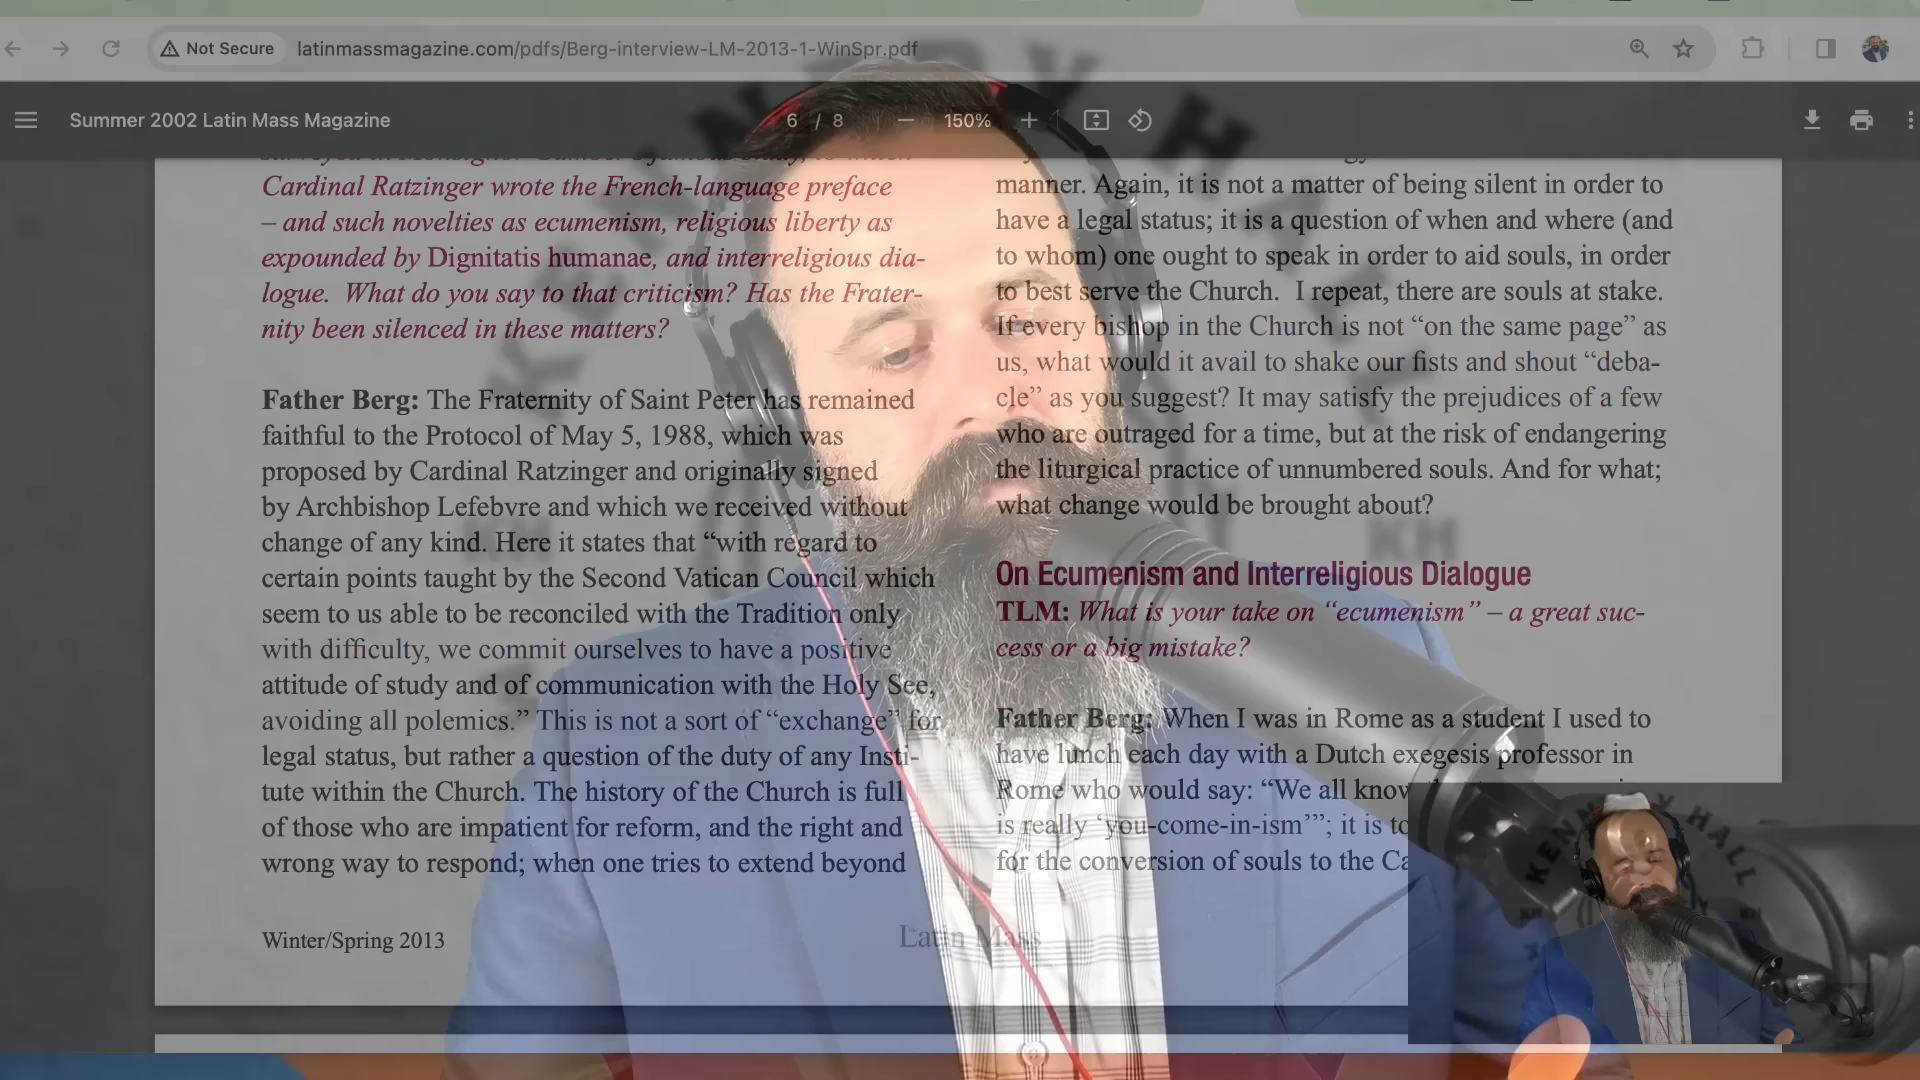 Not Secure
latinmassmagazine.com/pdfs/Berg-interview-LM-2013-1-WinSpr.pdf
Summer 2002 Latin Mass Magazine
6 / 8
150%
Cardinal Ratzinger wrote the French-language preface
– and such novelties as ecumenism, religious liberty as
expounded by Dignitatis humanae, and interreligious dia-
logue. What do you say to that criticism? Has the Frater-
nity been silenced in these matters?
Father Berg: The Fraternity of Saint Peter has remained
faithful to the Protocol of May 5, 1988, which was
proposed by Cardinal Ratzinger and originally signed
by Archbishop Lefebvre and which we received without
change of any kind. Here it states that “with regard to
certain points taught by the Second Vatican Council which
seem to us able to be reconciled with the Tradition only
with difficulty, we commit ourselves to have a positive
attitude of study and of communication with the Holy See,
avoiding all polemics.” This is not a sort of “exchange” for
legal status, but rather a question of the duty of any Insti-
tute within the Church. The history of the Church is full
of those who are impatient for reform, and the right and
wrong way to respond; when one tries to extend beyond
manner. Again, it is not a matter of being silent in order to
have a legal status; it is a question of when and where (and
to whom) one ought to speak in order to aid souls, in order
to best serve the Church. I repeat, there are souls at stake.
If every bishop in the Church is not “on the same page” as
us, what would it avail to shake our fists and shout “deba-
cle” as you suggest? It may satisfy the prejudices of a few
who are outraged for a time, but at the risk of endangering
the liturgical practice of unnumbered souls. And for what;
what change would be brought about?
On Ecumenism and Interreligious Dialogue
TLM: What is your take on “ecumenism” – a great suc-
cess or a big mistake?
Father Berg: When I was in Rome as a student I used to
have lunch each day with a Dutch exegesis professor in
Rome who would say: “We all know
is really ‘you-come-in-ism’”; it is to
for the conversion of souls to the Ca
Winter/Spring 2013
Latin Mass
KENNEDY HALL
KH
KH
KENNEDY HALL
KH
KH